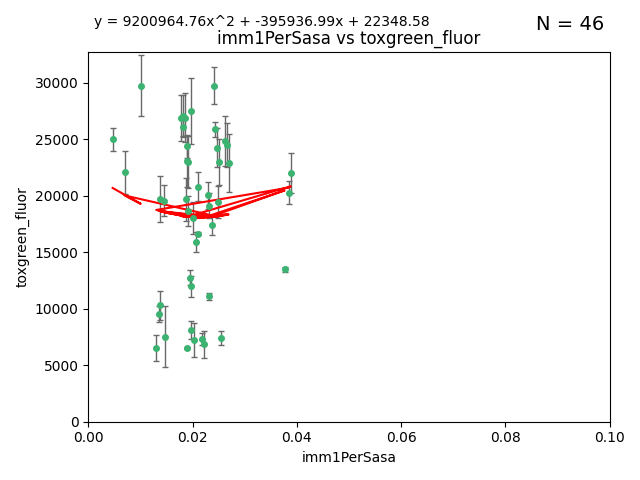 y = 9200964.76x^2 + -395936.99x + 22348.58
N = 46
imm1PerSasa vs toxgreen_fluor
30000
25000
20000
15000
10000
5000
0
toxgreen_fluor
0.00 0.02 0.04 0.06 0.08 0.10
imm1PerSasa